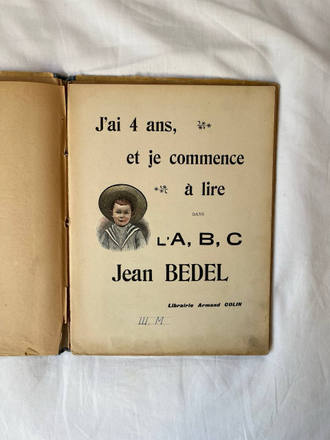 J'ai 4 ans,
et je commence
à lire
DANS
L'A, B, C
Jean BEDEL
Librairie Armand COLIN
Ш М